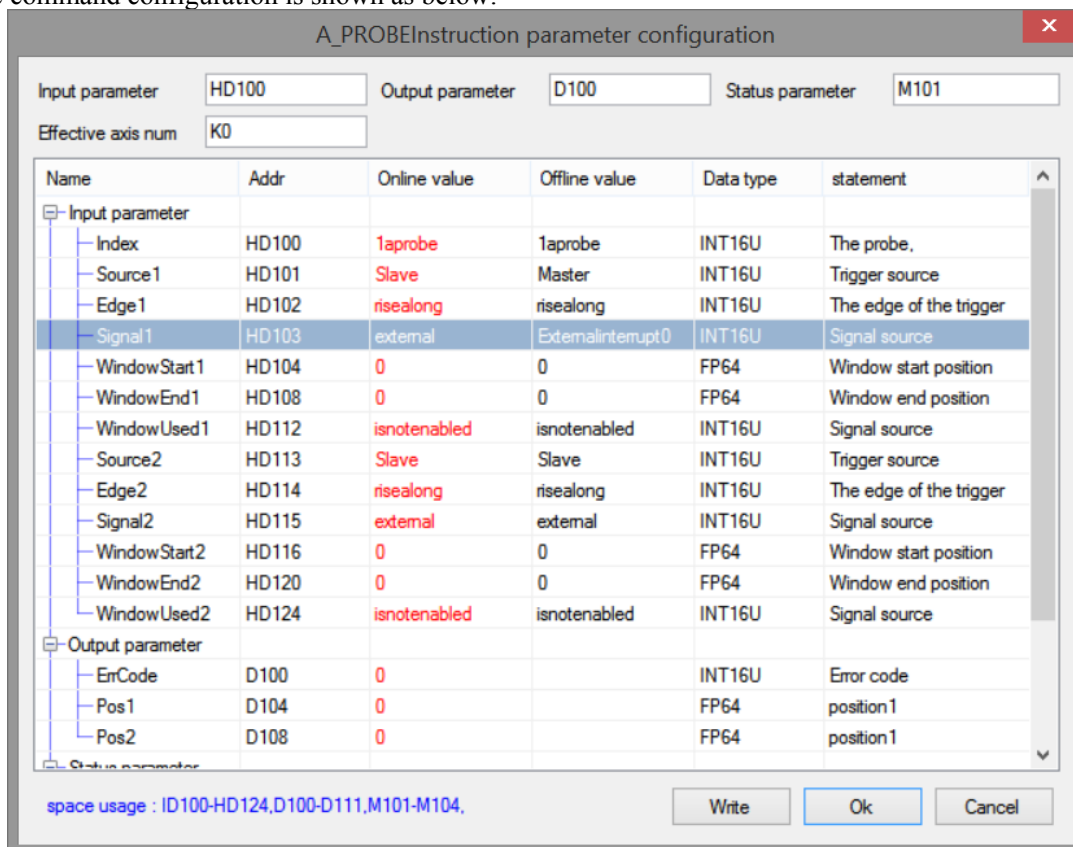 command configuration is shown as below:
A_PROBEInstruction parameter configuration
Input parameter HD100 Output parameter D100 Status parameter M101
Effective axis num K0
Name Addr Online value Offline value Data type statement
Input parameter
Index HD100 1aprobe 1aprobe INT16U The probe,
Source1 HD101 Slave Master INT16U Trigger source
Edge1 HD102 risealong risealong INT16U The edge of the trigger
Signal1 HD103 external Externalinterrupt0 INT16U Signal source
WindowStart1 HD104 0 0 FP64 Window start position
WindowEnd1 HD108 0 0 FP64 Window end position
WindowUsed1 HD112 isnotenabled isnotenabled INT16U Signal source
Source2 HD113 Slave Slave INT16U Trigger source
Edge2 HD114 risealong risealong INT16U The edge of the trigger
Signal2 HD115 external external INT16U Signal source
WindowStart2 HD116 0 0 FP64 Window start position
WindowEnd2 HD120 0 0 FP64 Window end position
WindowUsed2 HD124 isnotenabled isnotenabled INT16U Signal source
Output parameter
ErrCode D100 0 INT16U Error code
Pos1 D104 0 FP64 position1
Pos2 D108 0 FP64 position1
Status parameter
space usage : ID100-HD124,D100-D111,M101-M104,
Write Ok Cancel